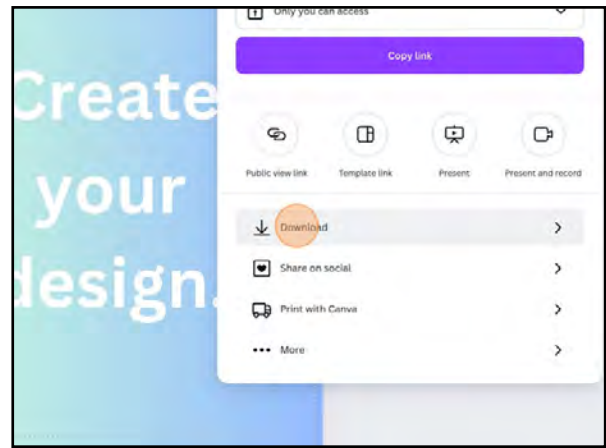 Only you can access
Copy link
Create
your
design.
Public view link
Template link
Present
Present and record
Download
Share on social
Print with Canva
More